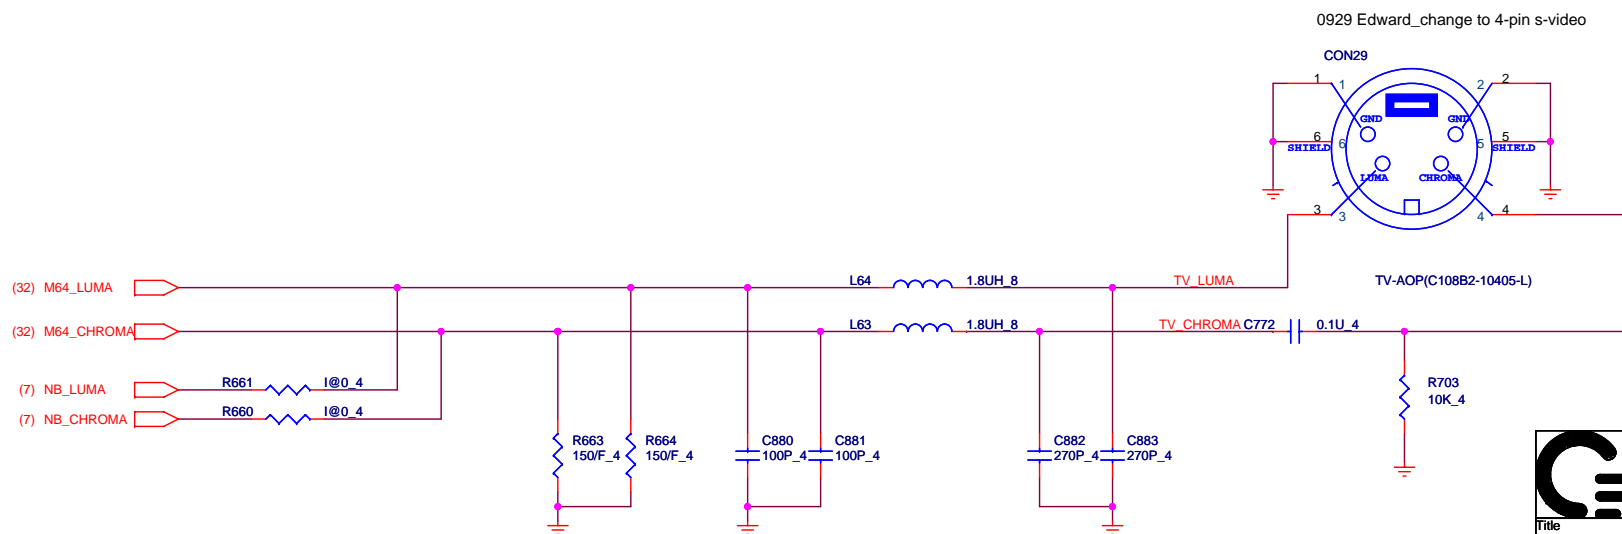 0929 Edward_change to 4-pin s-video
CON29
1 1 2 2
GND GND
6 6 5 5
SHIELD SHIELD
LUMA CHROMA
3 3 4 4
(32) M64_LUMA L64 1.8UH_8 TV_LUMA TV-AOP(C108B2-10405-L)
(32) M64_CHROMA L63 1.8UH_8 TV_CHROMA C772 0.1U_4
(7) NB_LUMA R661 I@0_4 R703
10K_4
(7) NB_CHROMA R660 I@0_4
R663 R664 C880 C881 C882 C883
150/F_4 150/F_4 100P_4 100P_4 270P_4 270P_4
Title